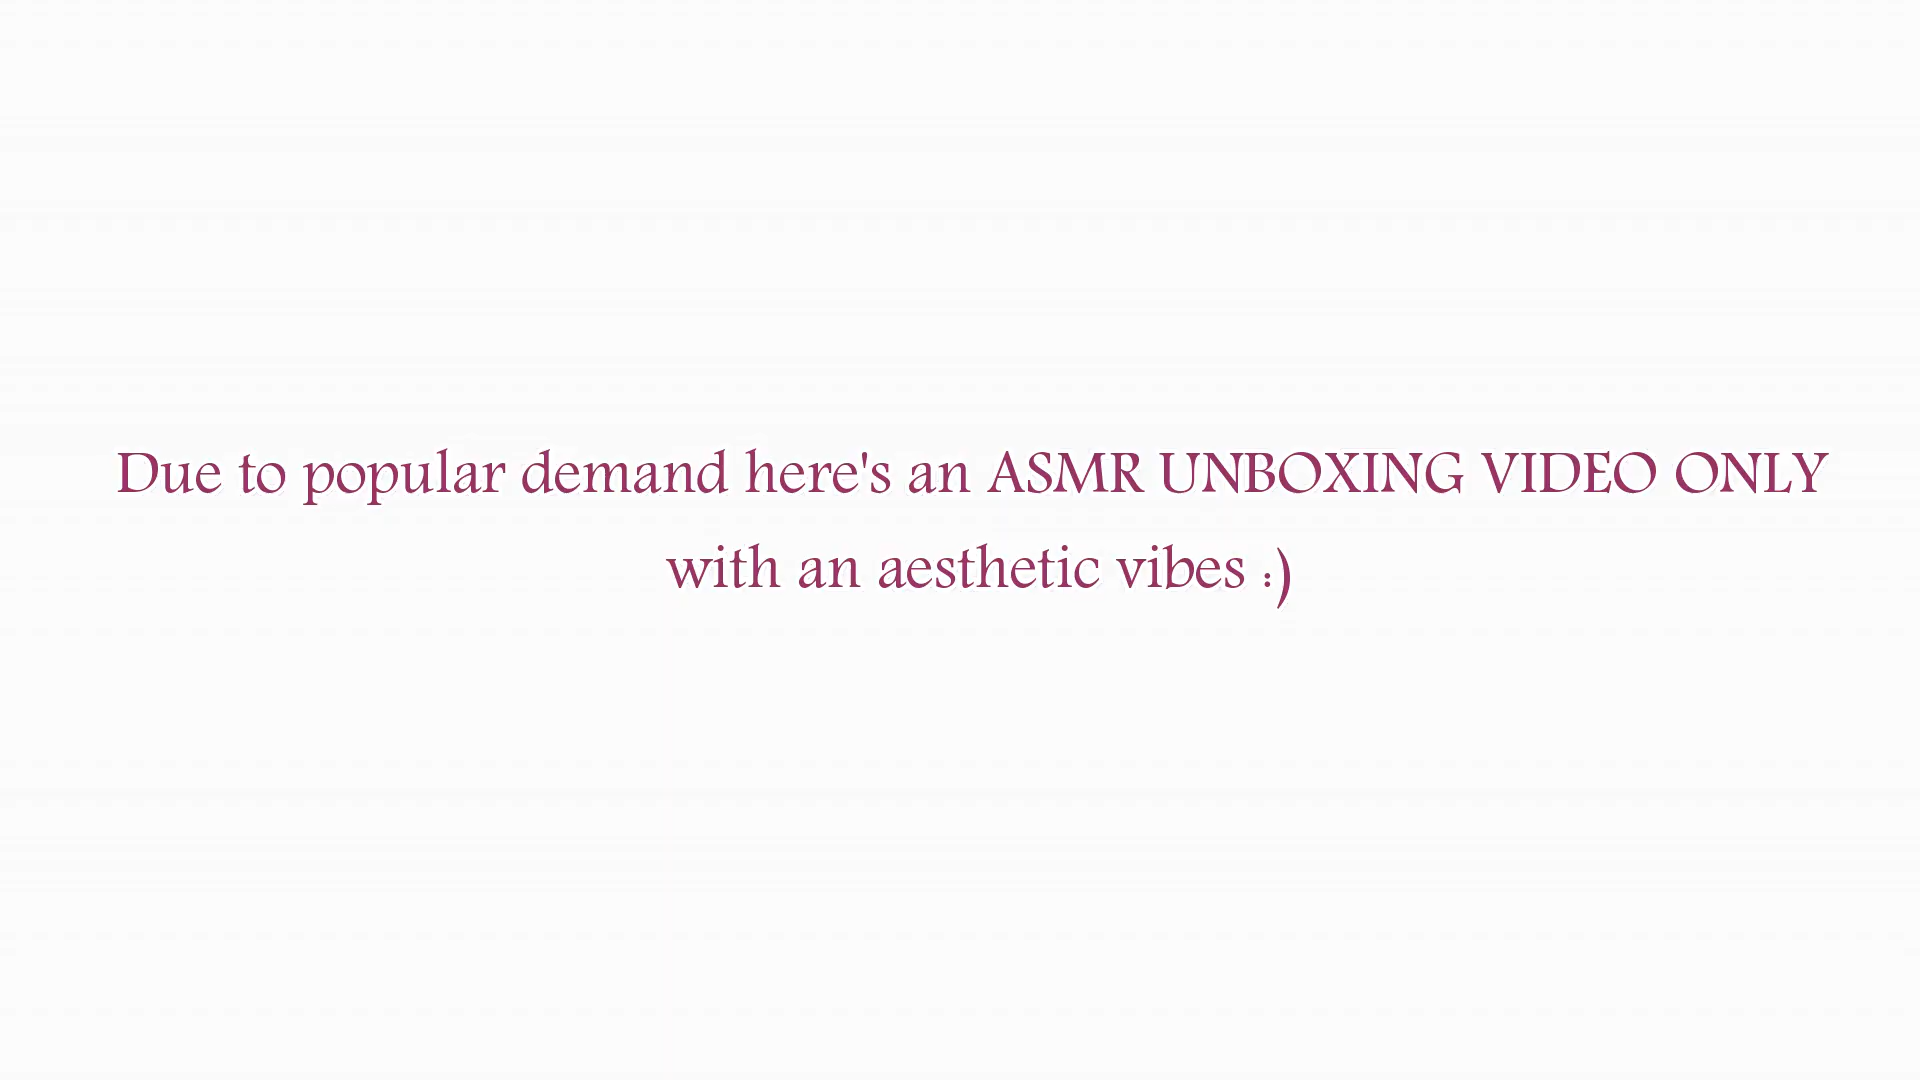 Due to popular demand here's an ASMR UNBOXING VIDEO ONLY
with an aesthetic vibes :)